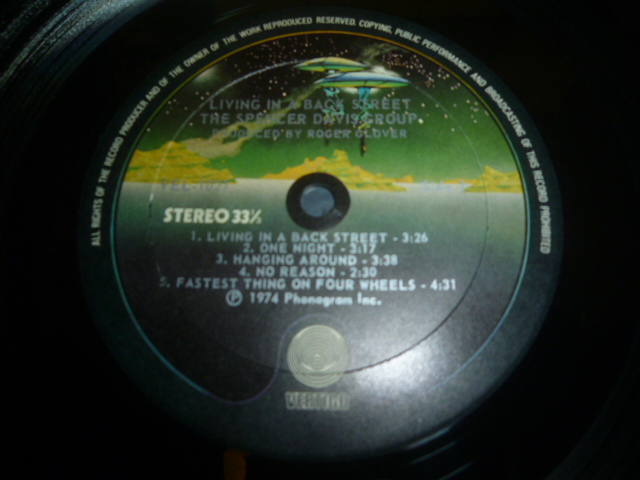 ALL RIGHTS OF THE RECORD PRODUCER AND OF THE OWNER OF THE WORK REPRODUCED RESERVED. COPYING, PUBLIC PERFORMANCE AND BROADCASTING OF THIS RECORD PROHIBITED
LIVING IN A BACK STREET
THE SPENCER DAVIS GROUP
PRODUCED BY ROGER GLOVER
STEREO 33⅓
1. LIVING IN A BACK STREET - 3:26
2. ONE NIGHT - 3:17
3. HANGING AROUND - 3:38
4. NO REASON - 2:30
5. FASTEST THING ON FOUR WHEELS - 4:31
Ⓟ 1974 Phonogram Inc.
VERTIGO